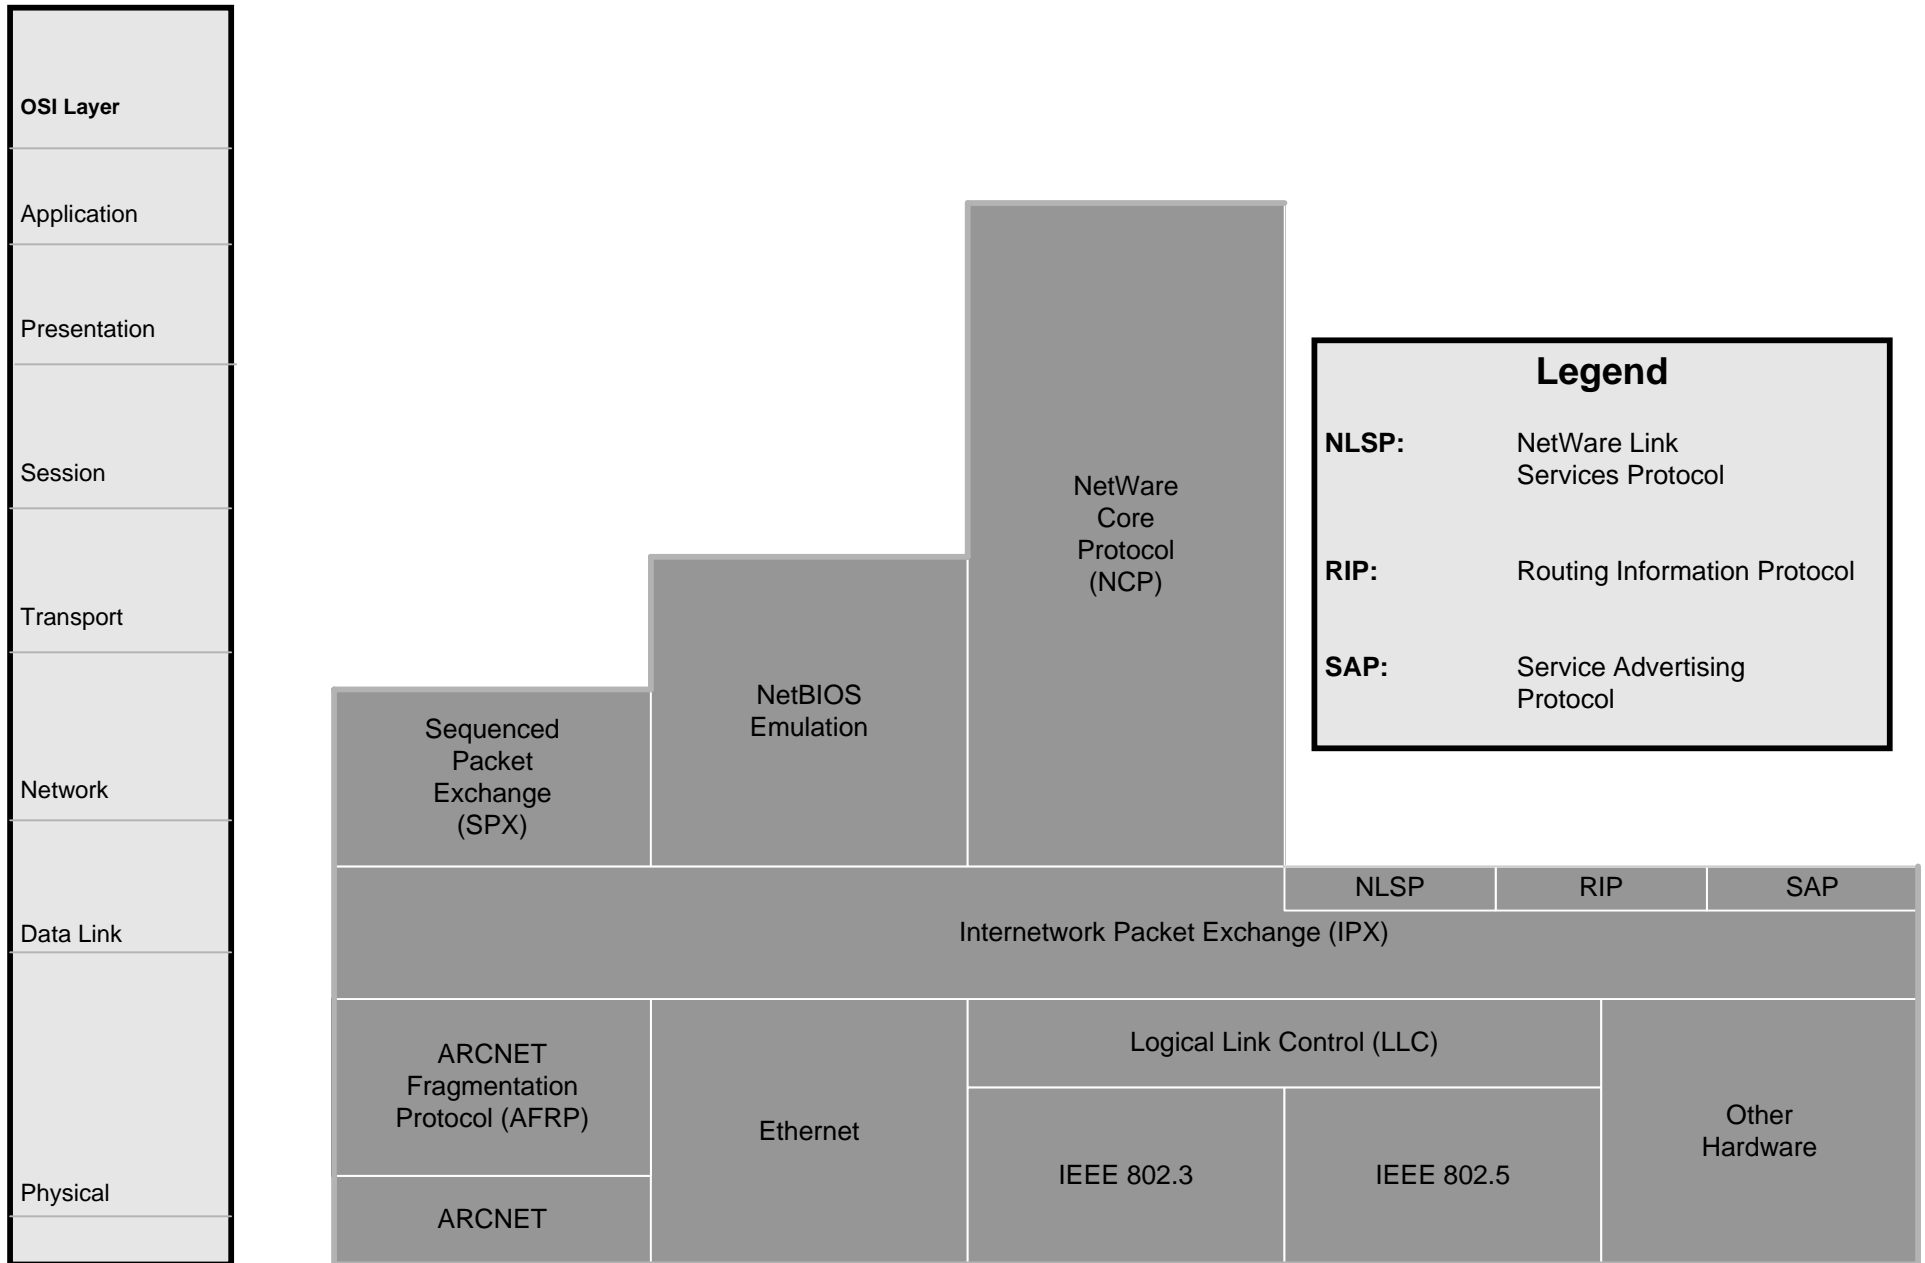 OSI Layer
Application
Presentation
Session
Transport
Network
Data Link
Physical
Sequenced
Packet
Exchange
(SPX)
NetBIOS
Emulation
NetWare
Core
Protocol
(NCP)
Legend
NLSP: NetWare Link
Services Protocol
RIP: Routing Information Protocol
SAP: Service Advertising
Protocol
NLSP
RIP
SAP
Internetwork Packet Exchange (IPX)
ARCNET
Fragmentation
Protocol (AFRP)
ARCNET
Ethernet
Logical Link Control (LLC)
IEEE 802.3
IEEE 802.5
Other
Hardware